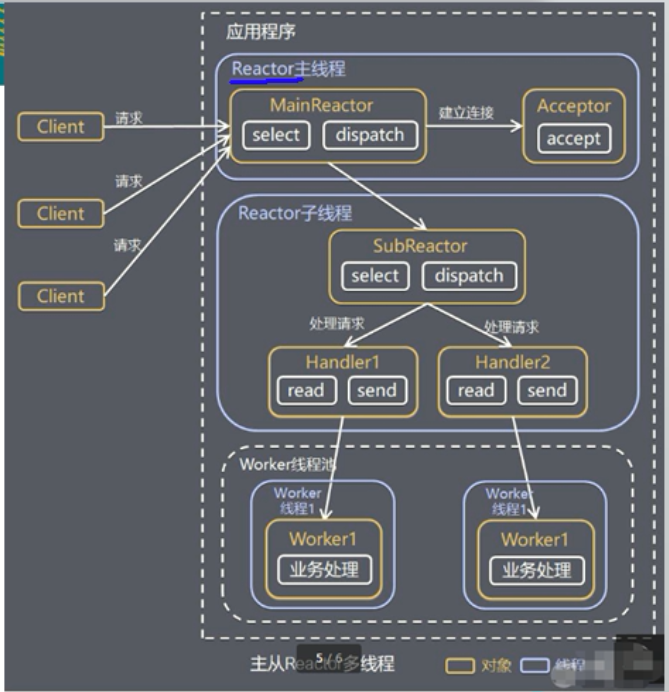 应用程序
Reactor主线程
MainReactor
select
dispatch
建立连接
Acceptor
accept
Client
请求
Client
请求
Client
请求
Reactor子线程
SubReactor
select
dispatch
处理请求
处理请求
Handler1
read
send
Handler2
read
send
Worker线程池
Worker
线程1
Worker1
业务处理
Worker
线程1
Worker1
业务处理
主从Reactor多线程
5 / 6
对象
线程